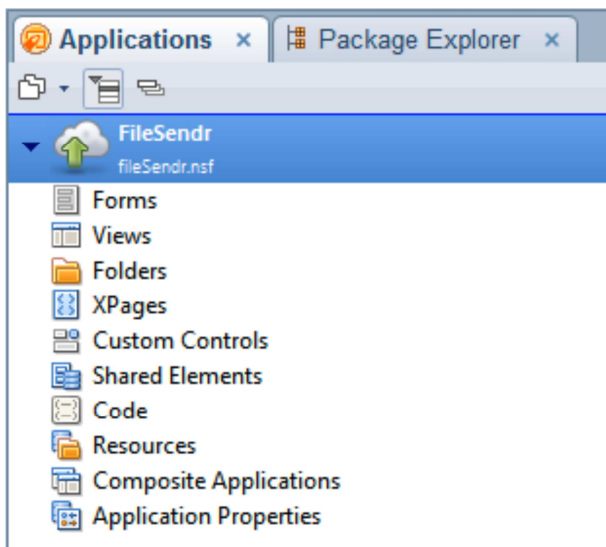 Applications
Package Explorer
FileSendr
fileSendr.nsf
Forms
Views
Folders
XPages
Custom Controls
Shared Elements
Code
Resources
Composite Applications
Application Properties